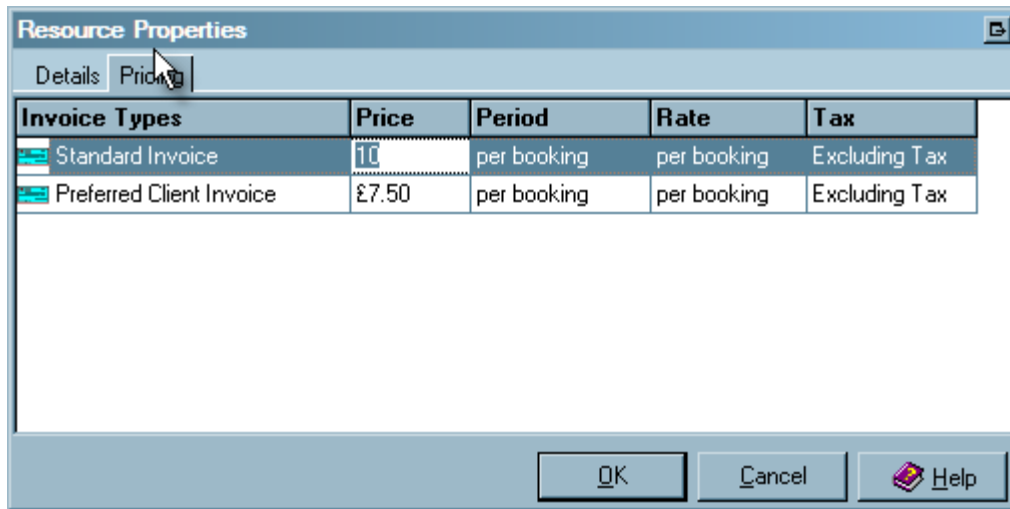 Resource Properties
Details Pricing
Invoice Types Price Period Rate Tax
Standard Invoice 10 per booking per booking Excluding Tax
Preferred Client Invoice £7.50 per booking per booking Excluding Tax
OK Cancel Help